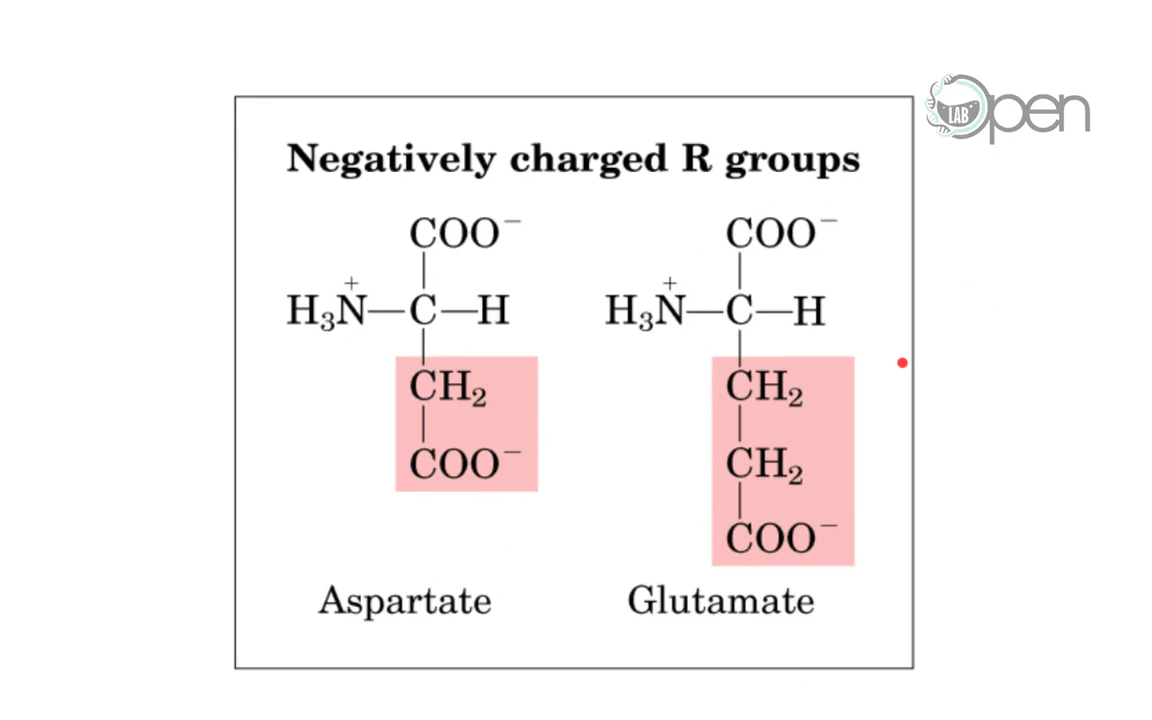 LAB Open
Negatively charged R groups
COO⁻ COO⁻
H₃N⁺—C—H H₃N⁺—C—H
CH₂ CH₂
COO⁻ CH₂
COO⁻
Aspartate Glutamate